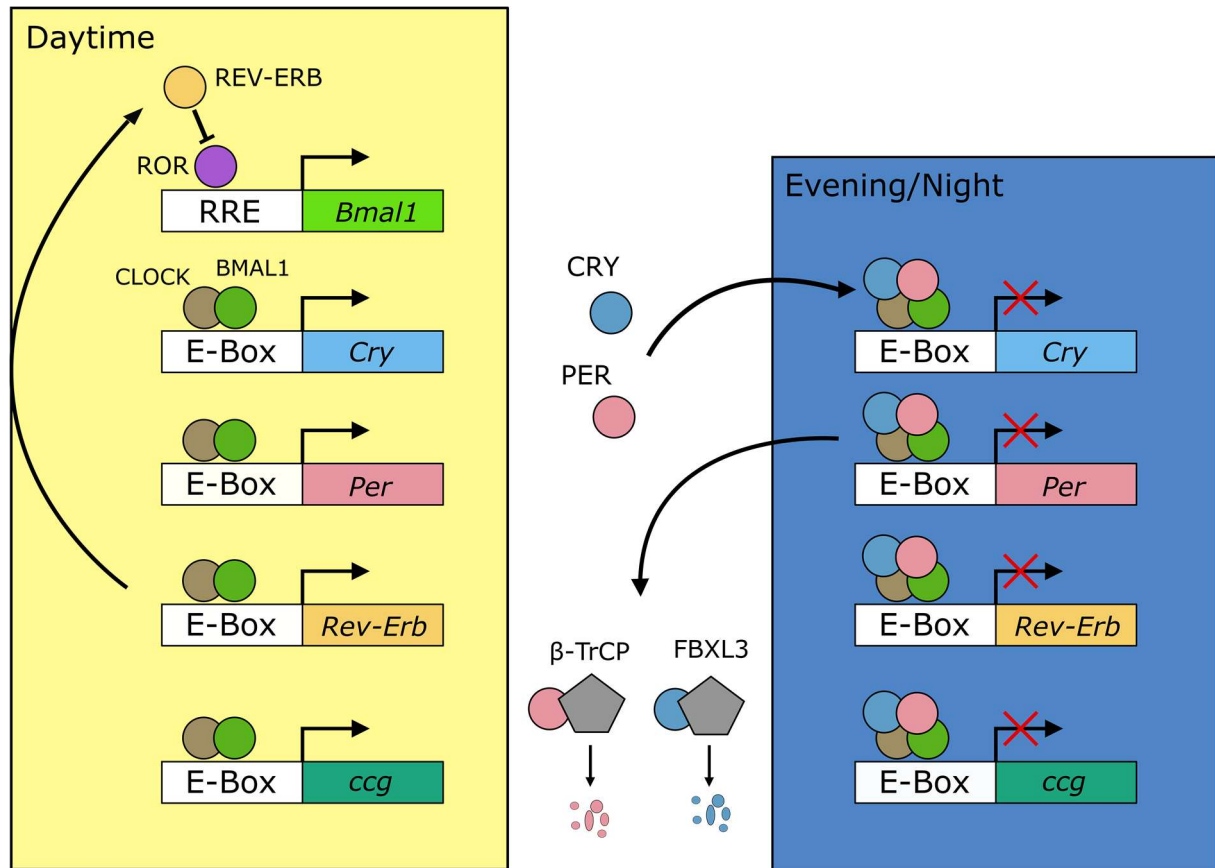 Daytime
REV-ERB
ROR
RRE
Bmal1
CLOCK
BMAL1
E-Box
Cry
E-Box
Per
E-Box
Rev-Erb
E-Box
ccg
CRY
PER
β-TrCP
FBXL3
Evening/Night
E-Box
Cry
E-Box
Per
E-Box
Rev-Erb
E-Box
ccg